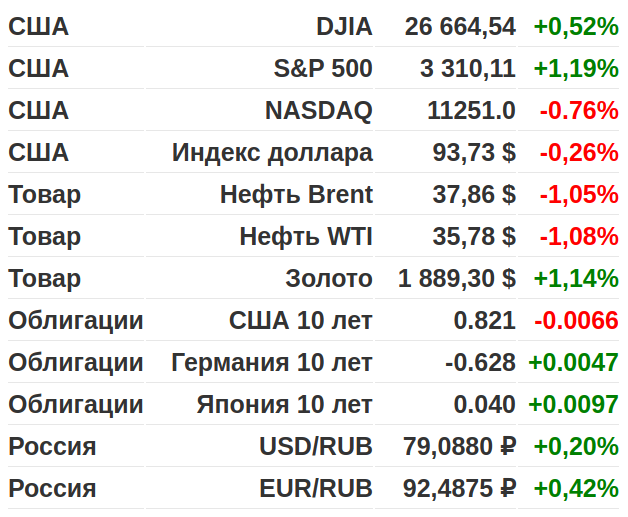 США DJIA 26 664,54 +0,52%
США S&P 500 3 310,11 +1,19%
США NASDAQ 11251.0 -0.76%
США Индекс доллара 93,73 $ -0,26%
Товар Нефть Brent 37,86 $ -1,05%
Товар Нефть WTI 35,78 $ -1,08%
Товар Золото 1 889,30 $ +1,14%
Облигации США 10 лет 0.821 -0.0066
Облигации Германия 10 лет -0.628 +0.0047
Облигации Япония 10 лет 0.040 +0.0097
Россия USD/RUB 79,0880 ₽ +0,20%
Россия EUR/RUB 92,4875 ₽ +0,42%